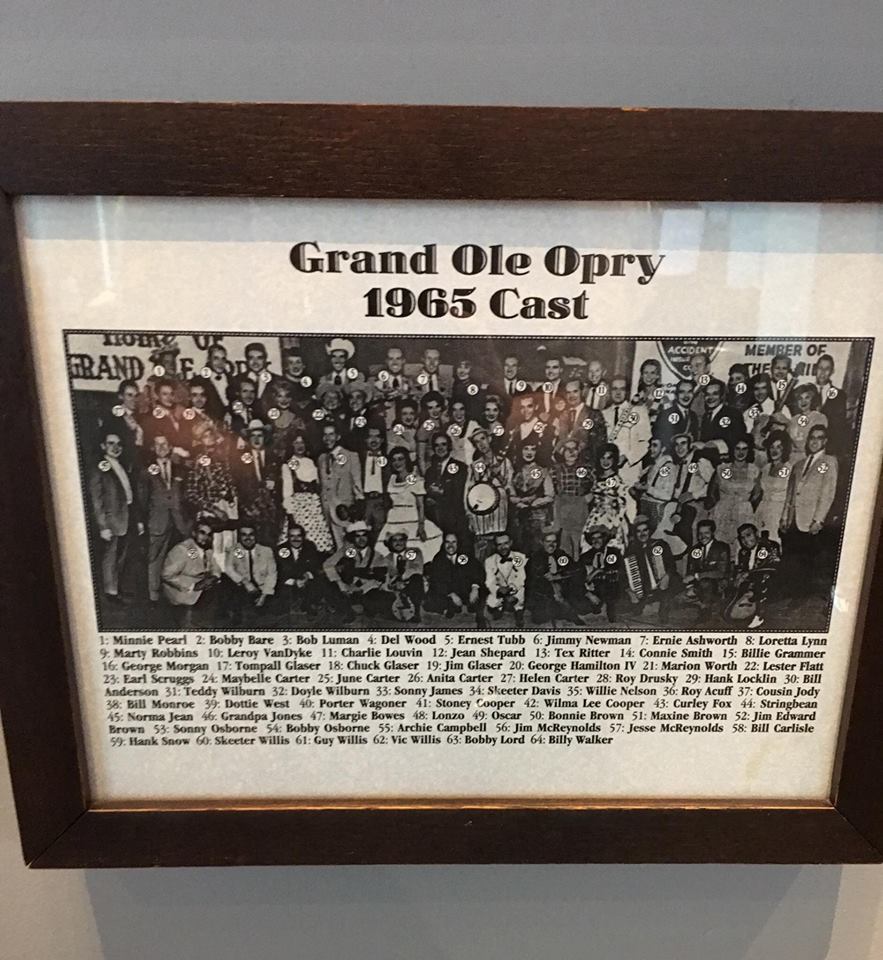 Grand Ole Opry
1965 Cast
HOME OF
GRAND OLE OPRY
ACCIDENT
MEMBER OF
THE
1: Minnie Pearl 2: Bobby Bare 3: Bob Luman 4: Del Wood 5: Ernest Tubb 6: Jimmy Newman 7: Ernie Ashworth 8: Loretta Lynn
9: Marty Robbins 10: Leroy VanDyke 11: Charlie Louvin 12: Jean Shepard 13: Tex Ritter 14: Connie Smith 15: Billie Grammer
16: George Morgan 17: Tompall Glaser 18: Chuck Glaser 19: Jim Glaser 20: George Hamilton IV 21: Marion Worth 22: Lester Flatt
23: Earl Scruggs 24: Maybelle Carter 25: June Carter 26: Anita Carter 27: Helen Carter 28: Roy Drusky 29: Hank Locklin 30: Bill
Anderson 31: Teddy Wilburn 32: Doyle Wilburn 33: Sonny James 34: Skeeter Davis 35: Willie Nelson 36: Roy Acuff 37: Cousin Jody
38: Bill Monroe 39: Dottie West 40: Porter Wagoner 41: Stoney Cooper 42: Wilma Lee Cooper 43: Curley Fox 44: Stringbean
45: Norma Jean 46: Grandpa Jones 47: Margie Bowes 48: Lonzo 49: Oscar 50: Bonnie Brown 51: Maxine Brown 52: Jim Edward
Brown 53: Sonny Osborne 54: Bobby Osborne 55: Archie Campbell 56: Jim McReynolds 57: Jesse McReynolds 58: Bill Carlisle
59: Hank Snow 60: Skeeter Willis 61: Guy Willis 62: Vic Willis 63: Bobby Lord 64: Billy Walker